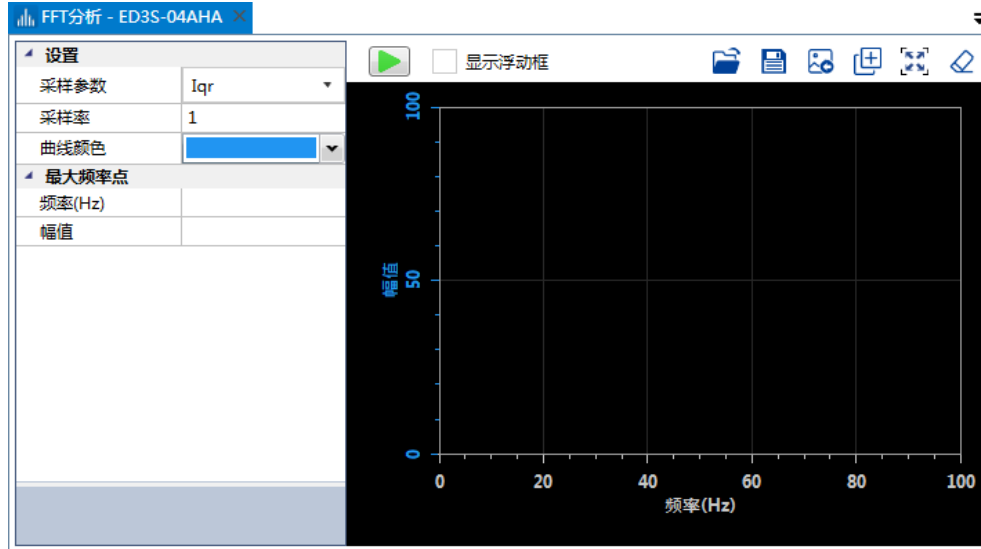 FFT分析 - ED3S-04AHA
设置
采样参数 Iqr
采样率 1
曲线颜色
最大频率点
频率(Hz)
幅值
显示浮动框
100
幅值 50
0
0 20 40 60 80 100
频率(Hz)